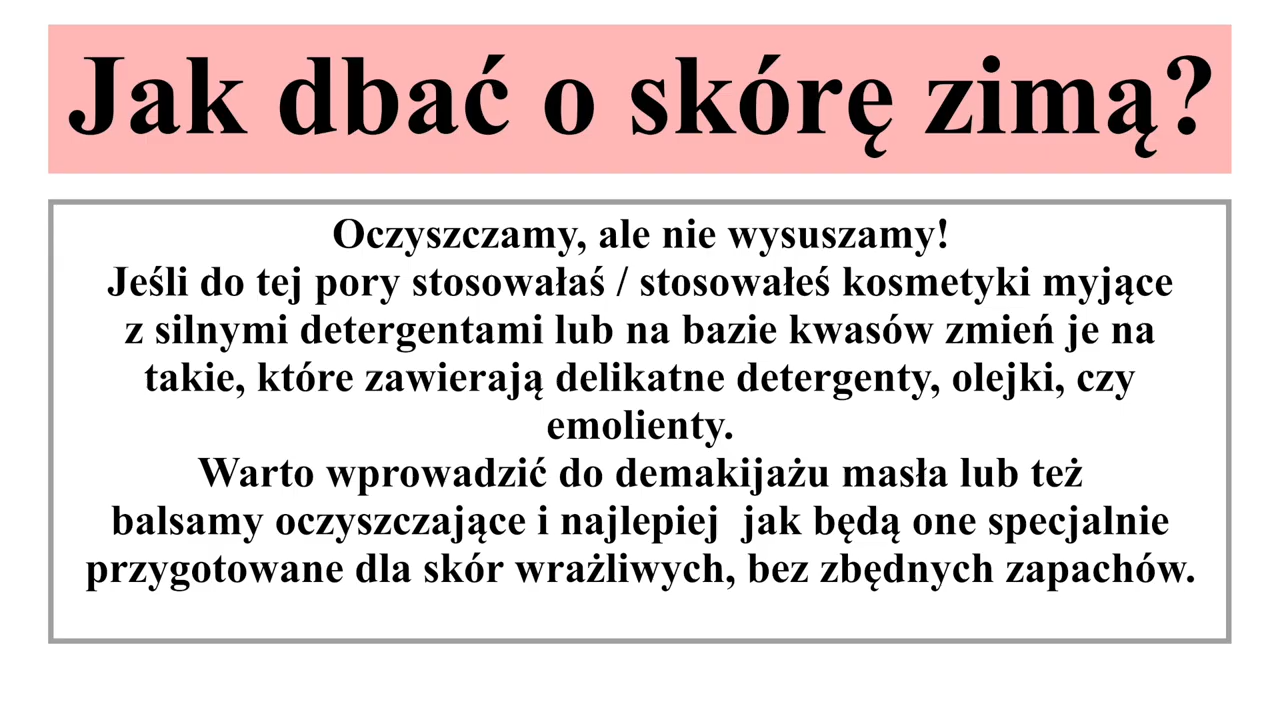 Jak dbać o skórę zimą?
Oczyszczamy, ale nie wysuszamy!
Jeśli do tej pory stosowałaś / stosowałeś kosmetyki myjące
z silnymi detergentami lub na bazie kwasów zmień je na
takie, które zawierają delikatne detergenty, olejki, czy
emolienty.
Warto wprowadzić do demakijażu masła lub też
balsamy oczyszczające i najlepiej  jak będą one specjalnie
przygotowane dla skór wrażliwych, bez zbędnych zapachów.